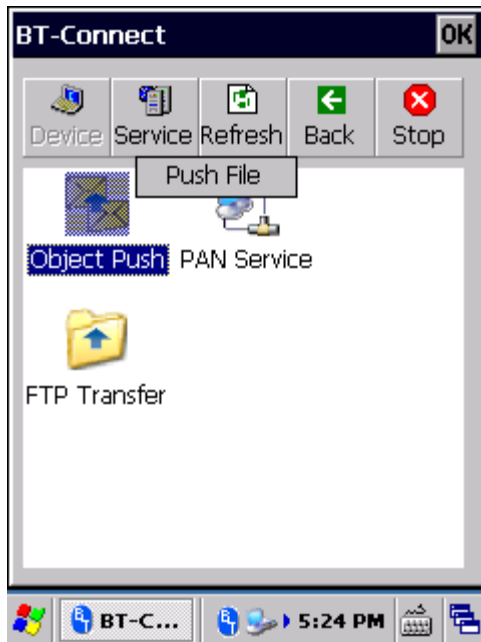 BT-Connect OK
Device Service Refresh Back Stop
Push File
Object Push PAN Service
FTP Transfer
BT-C... 5:24 PM